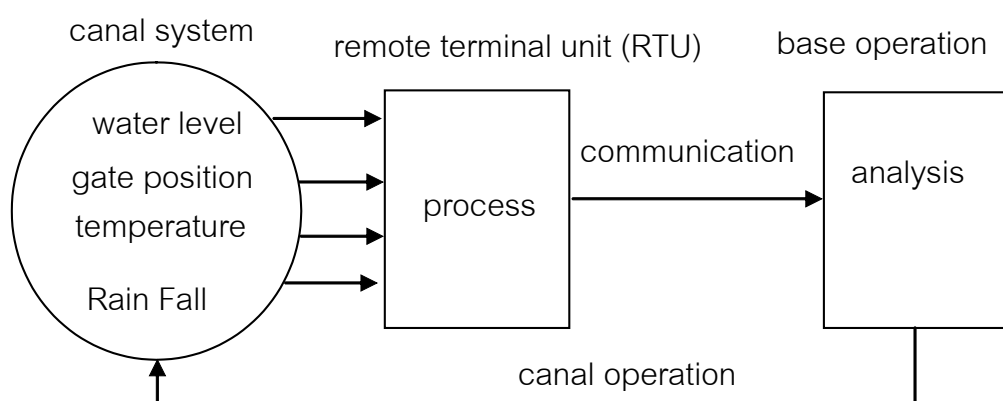 canal system
remote terminal unit (RTU)
base operation
water level
gate position
temperature
Rain Fall
process
communication
analysis
canal operation